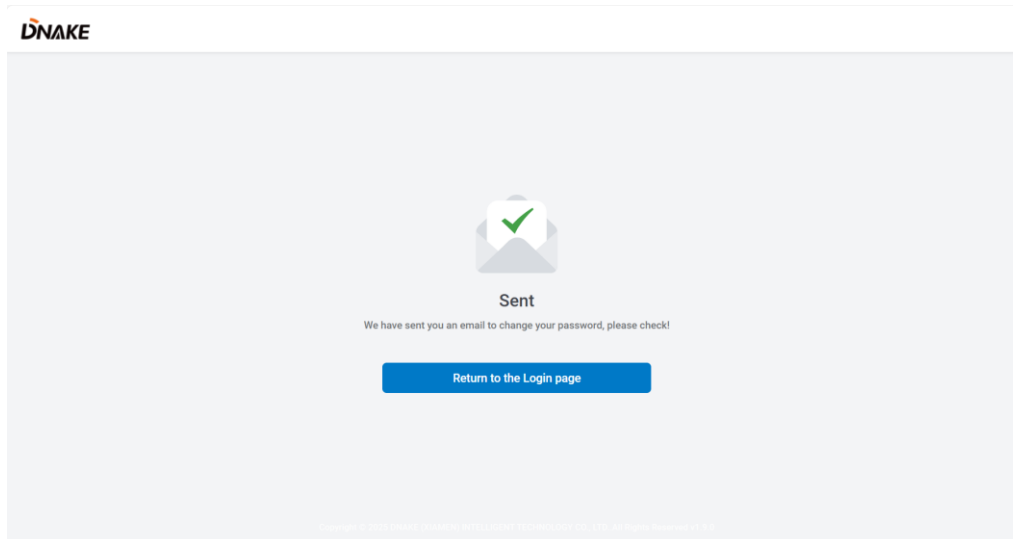 DNAKE
Sent
We have sent you an email to change your password, please check!
Return to the Login page